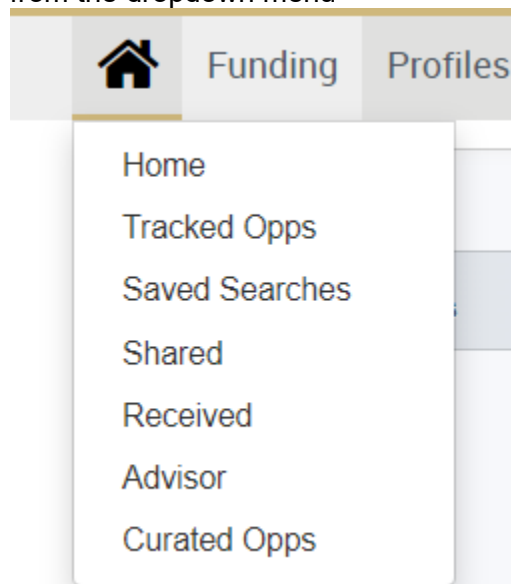 from the dropdown menu
Funding Profiles
Home
Tracked Opps
Saved Searches
Shared
Received
Advisor
Curated Opps